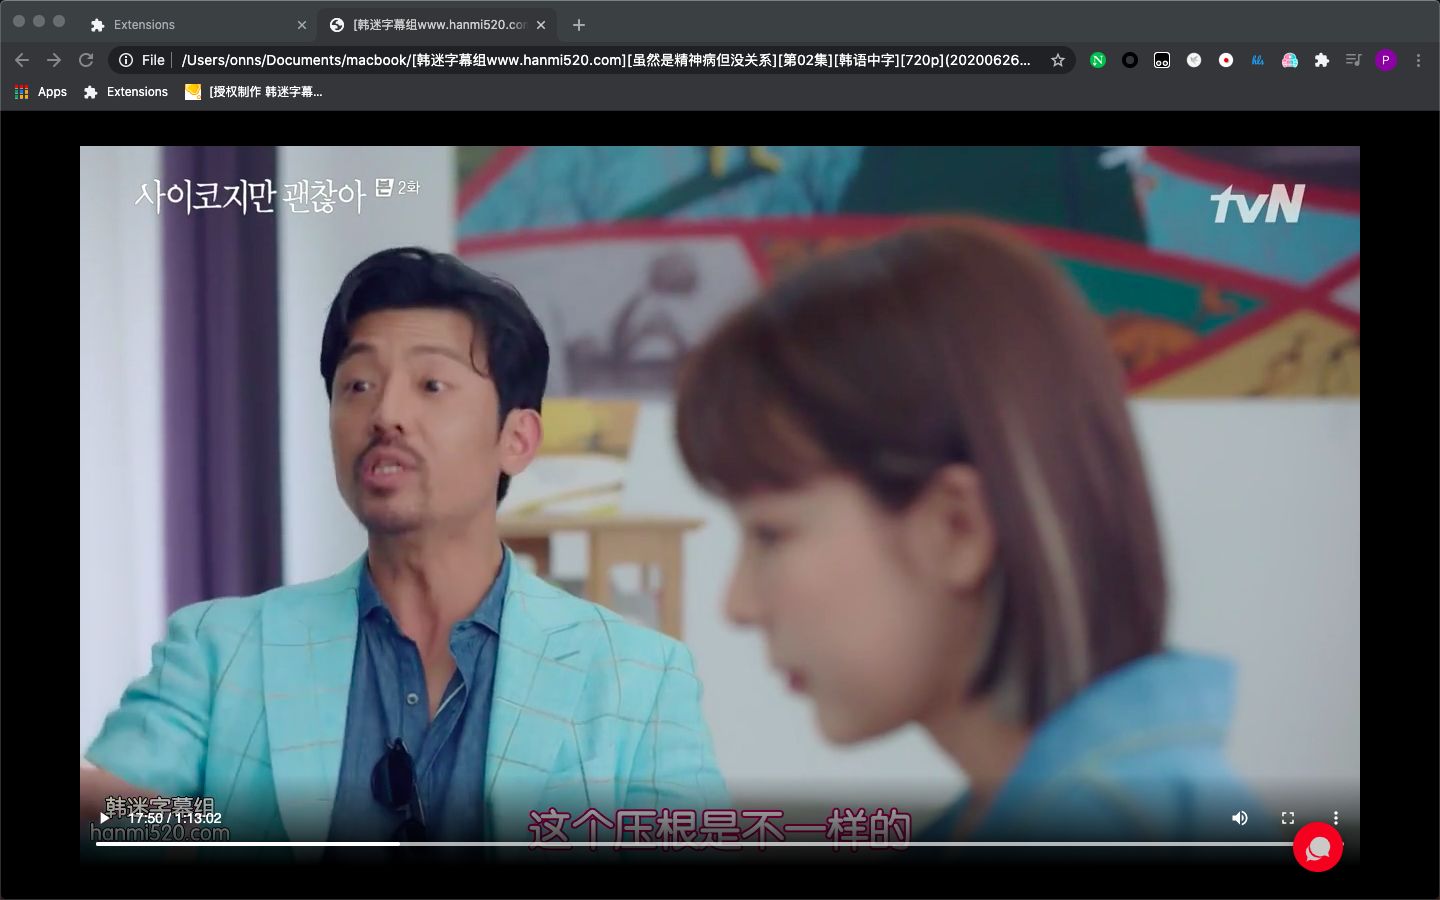 Extensions
[韩迷字幕组www.hanmi520.co
File
/Users/onns/Documents/macbook/[韩迷字幕组www.hanmi520.com][虽然是精神病但没关系][第02集][韩语中字][720p](20200626...
N
hls
P
Apps
Extensions
[授权制作 韩迷字幕...
사이코지만 괜찮아 본 2화
tvN
韩迷字幕组
17:50 / 1:13:02
hanmi520.com
这个压根是不一样的